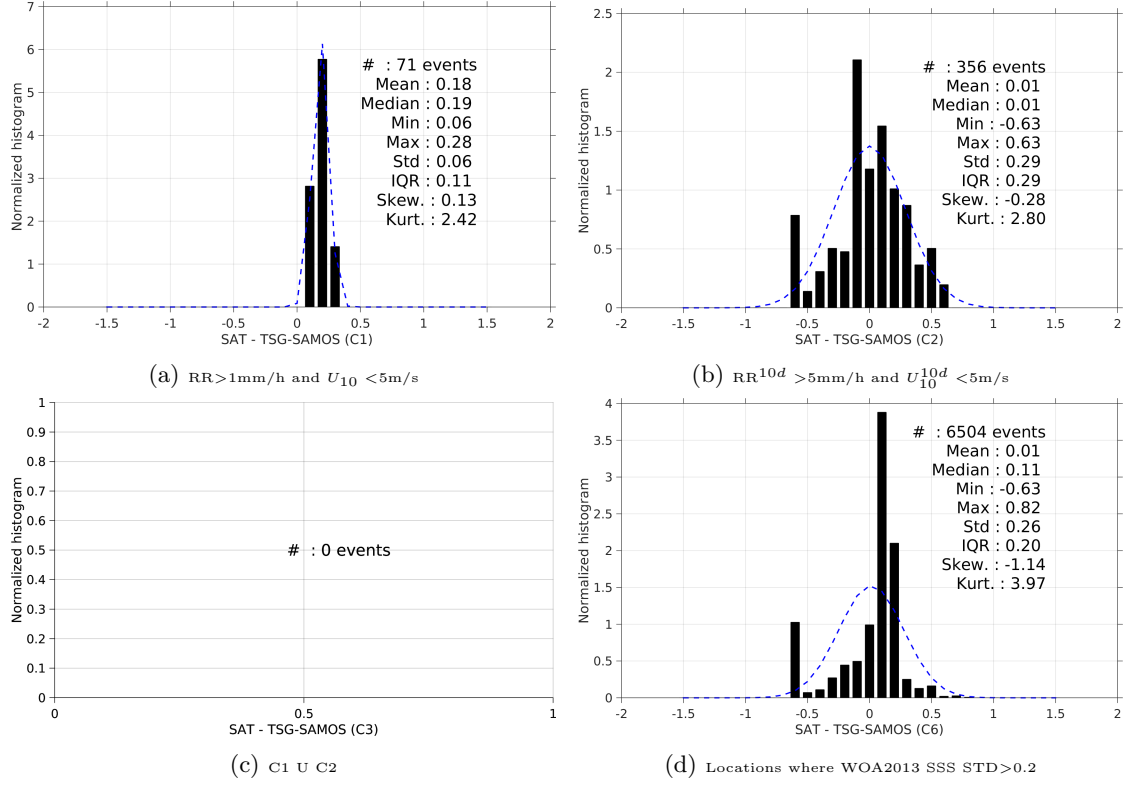 7
6
5
4
3
2
1
0
Normalized histogram
# : 71 events
Mean : 0.18
Median : 0.19
Min : 0.06
Max : 0.28
Std : 0.06
IQR : 0.11
Skew. : 0.13
Kurt. : 2.42
-2 -1.5 -1 -0.5 0 0.5 1 1.5 2
SAT - TSG-SAMOS (C1)
(a) RR>1mm/h and U10 <5m/s
2.5
2
1.5
1
0.5
0
Normalized histogram
# : 356 events
Mean : 0.01
Median : 0.01
Min : -0.63
Max : 0.63
Std : 0.29
IQR : 0.29
Skew. : -0.28
Kurt. : 2.80
-2 -1.5 -1 -0.5 0 0.5 1 1.5 2
SAT - TSG-SAMOS (C2)
(b) RR10d >5mm/h and U10d10 <5m/s
1
0.9
0.8
0.7
0.6
0.5
0.4
0.3
0.2
0.1
0
Normalized histogram
# : 0 events
0 0.5 1
SAT - TSG-SAMOS (C3)
(c) C1 U C2
4
3.5
3
2.5
2
1.5
1
0.5
0
Normalized histogram
# : 6504 events
Mean : 0.01
Median : 0.11
Min : -0.63
Max : 0.82
Std : 0.26
IQR : 0.20
Skew. : -1.14
Kurt. : 3.97
-2 -1.5 -1 -0.5 0 0.5 1 1.5 2
SAT - TSG-SAMOS (C6)
(d) Locations where WOA2013 SSS STD>0.2